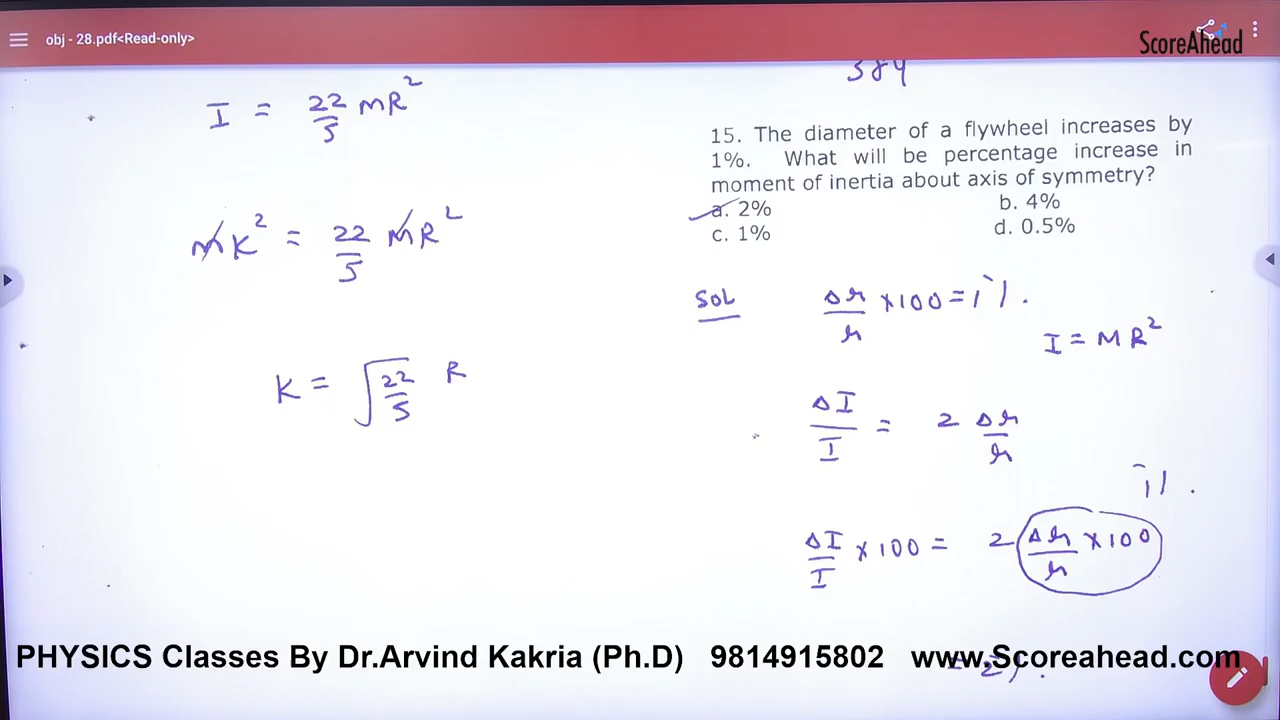 obj - 28.pdf<Read-only>
ScoreAhead
I = 22/5 MR²
MK² = 22/5 MR²
K = √22/5 R
384
15. The diameter of a flywheel increases by
1%. What will be percentage increase in
moment of inertia about axis of symmetry?
a. 2% b. 4%
c. 1% d. 0.5%
SOL Δr/r ×100 = 1%.
I = MR²
ΔI/I = 2 Δr/r
1%.
ΔI/I × 100 = 2 Δr/r × 100
= 2%.
PHYSICS Classes By Dr.Arvind Kakria (Ph.D) 9814915802 www.Scoreahead.com